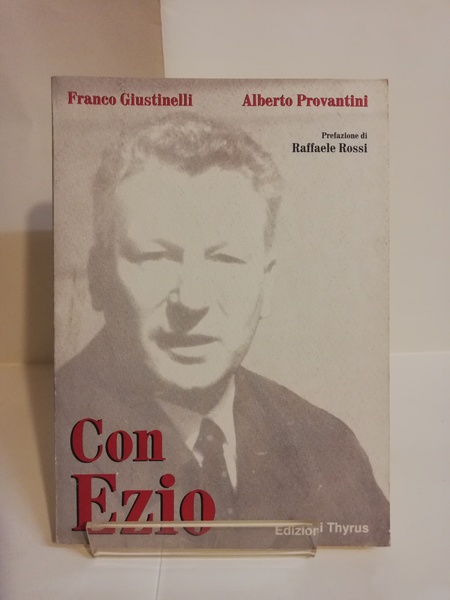 Franco Giustinelli Alberto Provantini
Prefazione di
Raffaele Rossi
Con
Ezio
Edizioni Thyrus